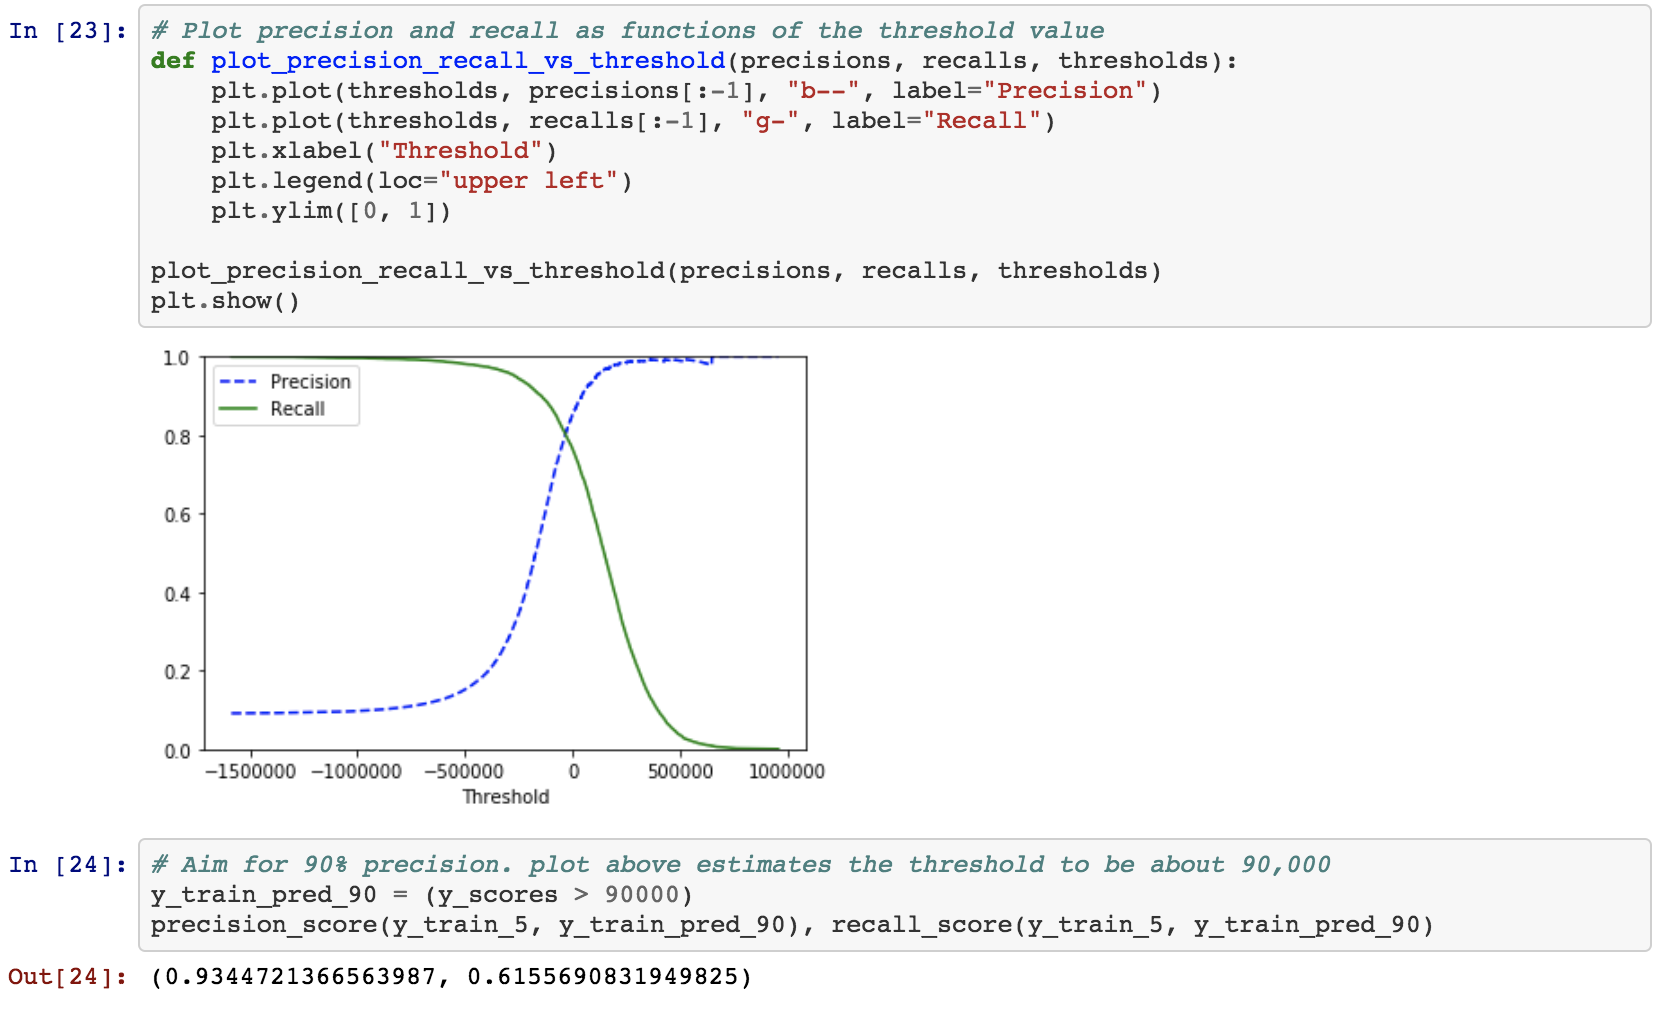 In [23]:
# Plot precision and recall as functions of the threshold value
def plot_precision_recall_vs_threshold(precisions, recalls, thresholds):
    plt.plot(thresholds, precisions[:-1], "b--", label="Precision")
    plt.plot(thresholds, recalls[:-1], "g-", label="Recall")
    plt.xlabel("Threshold")
    plt.legend(loc="upper left")
    plt.ylim([0, 1])

plot_precision_recall_vs_threshold(precisions, recalls, thresholds)
plt.show()
1.0
Precision
Recall
0.8
0.6
0.4
0.2
0.0
−1500000 −1000000 −500000 0 500000 1000000
Threshold
In [24]:
# Aim for 90% precision. plot above estimates the threshold to be about 90,000
y_train_pred_90 = (y_scores > 90000)
precision_score(y_train_5, y_train_pred_90), recall_score(y_train_5, y_train_pred_90)
Out[24]: (0.9344721366563987, 0.6155690831949825)